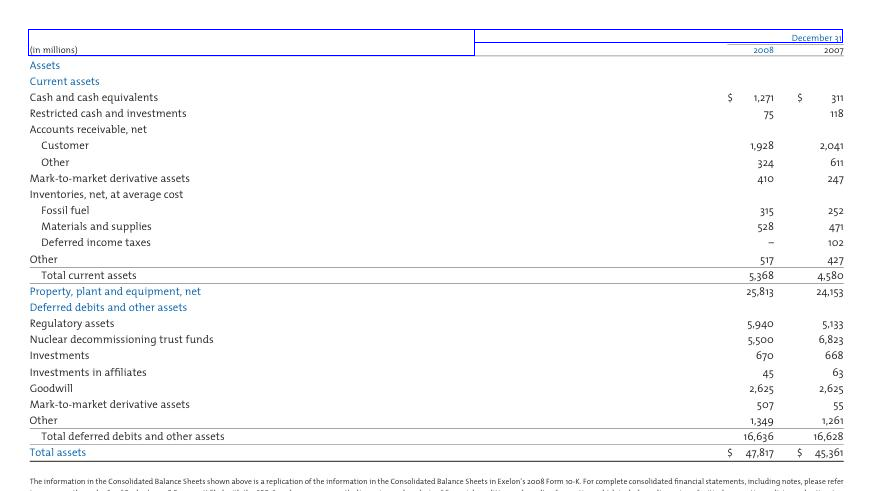 December 31
(in millions) 2008 2007
Assets
Current assets
Cash and cash equivalents $ 1,271 $ 311
Restricted cash and investments 75 118
Accounts receivable, net
Customer 1,928 2,041
Other 324 611
Mark-to-market derivative assets 410 247
Inventories, net, at average cost
Fossil fuel 315 252
Materials and supplies 528 471
Deferred income taxes – 102
Other 517 427
Total current assets 5,368 4,580
Property, plant and equipment, net 25,813 24,153
Deferred debits and other assets
Regulatory assets 5,940 5,133
Nuclear decommissioning trust funds 5,500 6,823
Investments 670 668
Investments in affiliates 45 63
Goodwill 2,625 2,625
Mark-to-market derivative assets 507 55
Other 1,349 1,261
Total deferred debits and other assets 16,636 16,628
Total assets $ 47,817 $ 45,361
The information in the Consolidated Balance Sheets shown above is a replication of the information in the Consolidated Balance Sheets in Exelon's 2008 Form 10-K. For complete consolidated financial statements, including notes, please refer